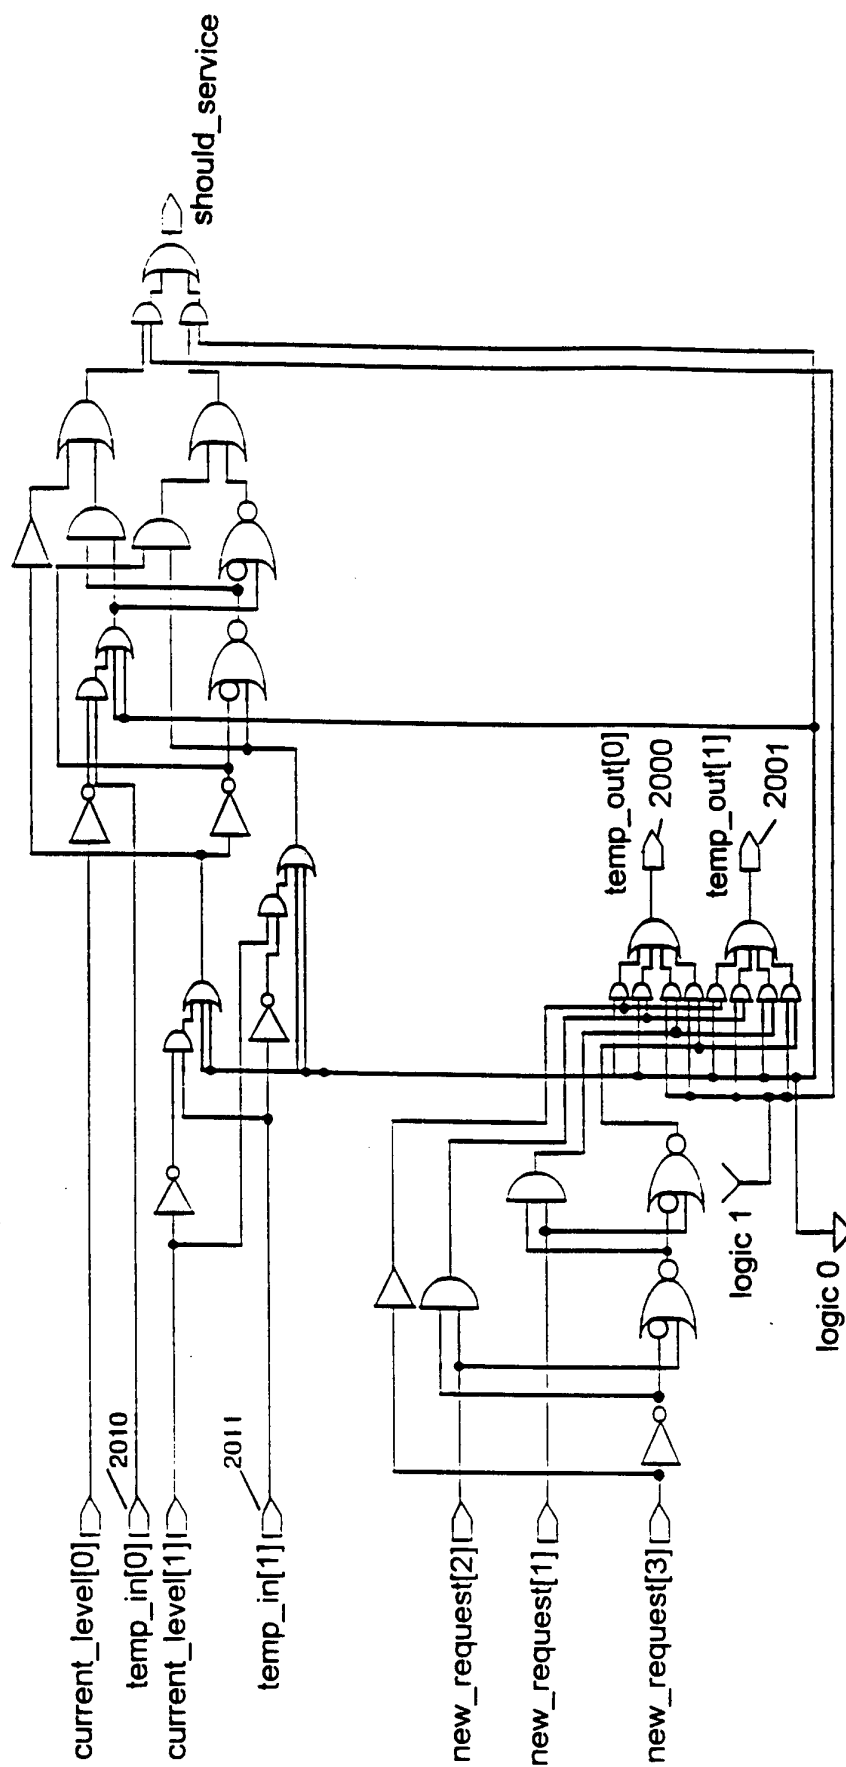 current_level[0]
temp_in[0]
2010
current_level[1]
temp_in[1]
2011
new_request[2]
new_request[1]
new_request[3]
logic 1
logic 0
temp_out[0]
2000
temp_out[1]
2001
should_service